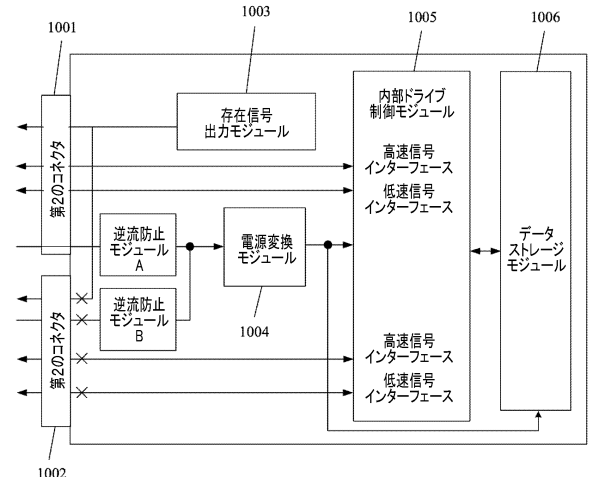 1001
1003
1005
1006
第2のコネクタ
存在信号
出力モジュール
内部ドライブ
制御モジュール
高速信号
インターフェース
低速信号
インターフェース
逆流防止
モジュール
A
電源変換
モジュール
データ
ストレージ
モジュール
第2のコネクタ
逆流防止
モジュール
B
1004
高速信号
インターフェース
低速信号
インターフェース
1002